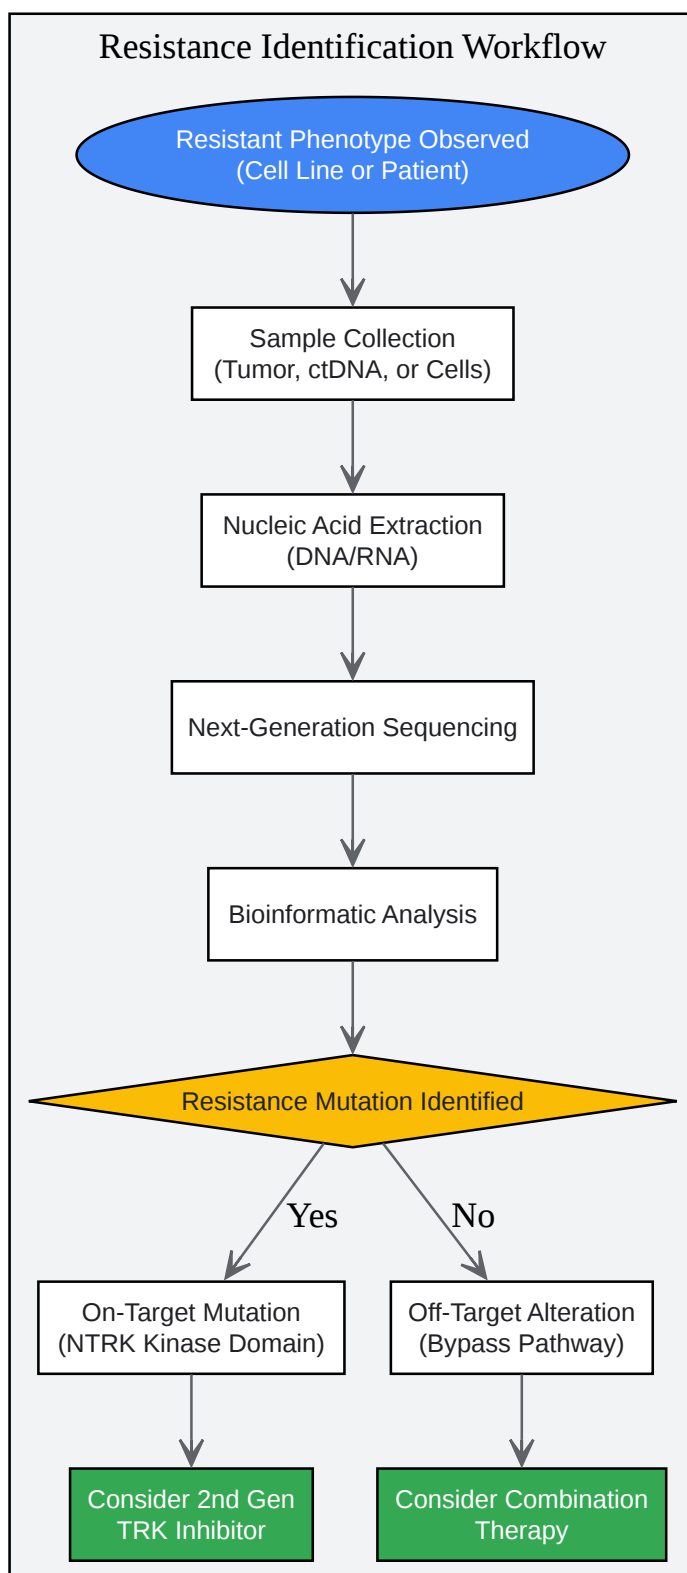 Resistance Identification Workflow
Resistant Phenotype Observed
(Cell Line or Patient)
Sample Collection
(Tumor, ctDNA, or Cells)
Nucleic Acid Extraction
(DNA/RNA)
Next-Generation Sequencing
Bioinformatic Analysis
Resistance Mutation Identified
Yes
No
On-Target Mutation
(NTRK Kinase Domain)
Off-Target Alteration
(Bypass Pathway)
Consider 2nd Gen
TRK Inhibitor
Consider Combination
Therapy